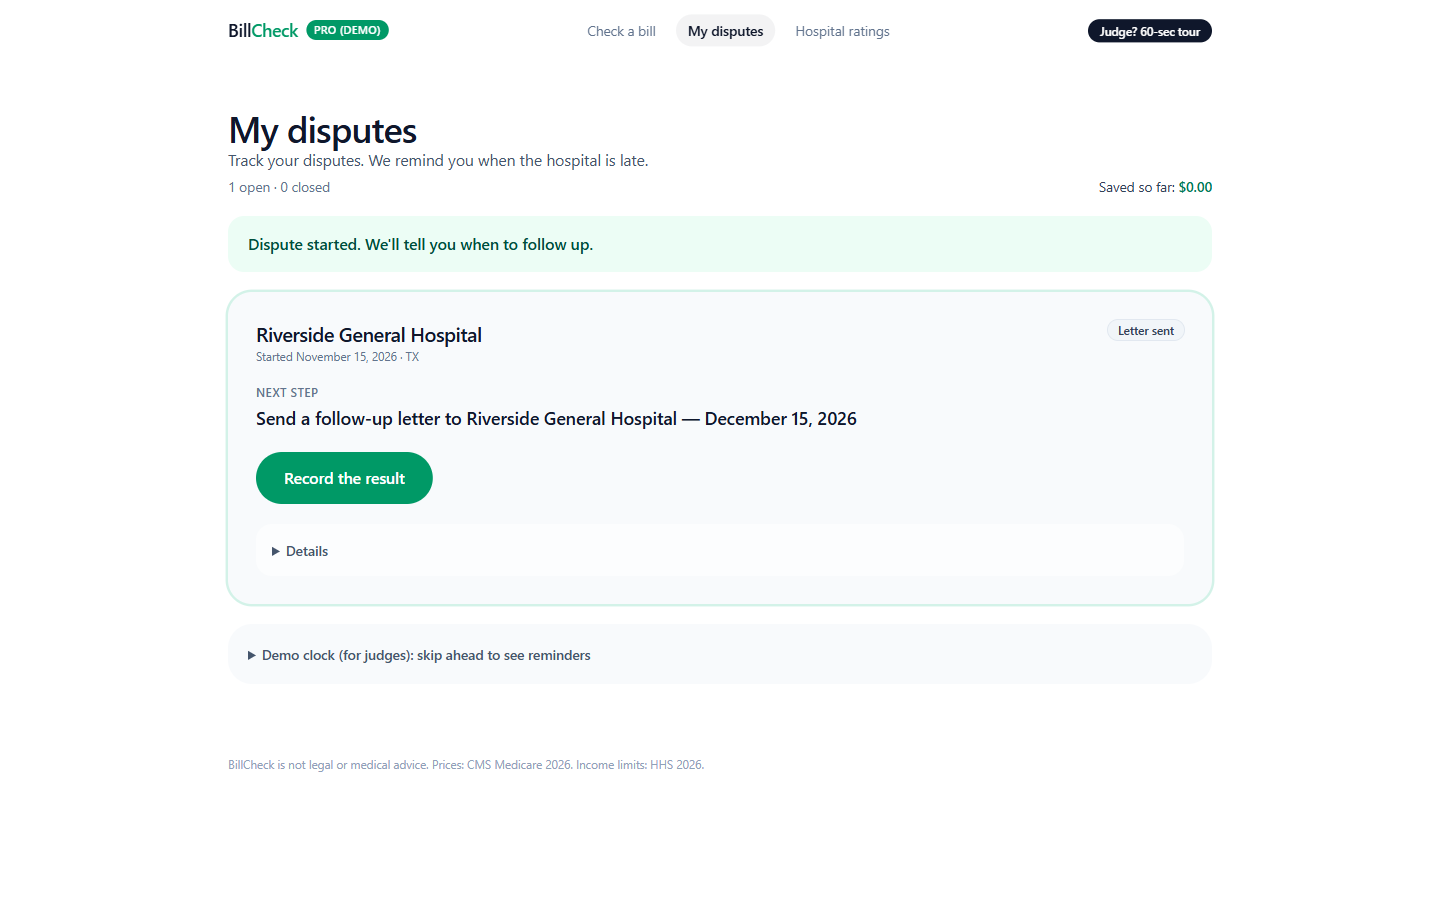 BillCheck PRO (DEMO) Check a bill My disputes Hospital ratings Judge? 60-sec tour
My disputes
Track your disputes. We remind you when the hospital is late.
1 open · 0 closed Saved so far: $0.00
Dispute started. We'll tell you when to follow up.
Riverside General Hospital Letter sent
Started November 15, 2026 · TX
NEXT STEP
Send a follow-up letter to Riverside General Hospital — December 15, 2026
Record the result
Details
Demo clock (for judges): skip ahead to see reminders
BillCheck is not legal or medical advice. Prices: CMS Medicare 2026. Income limits: HHS 2026.